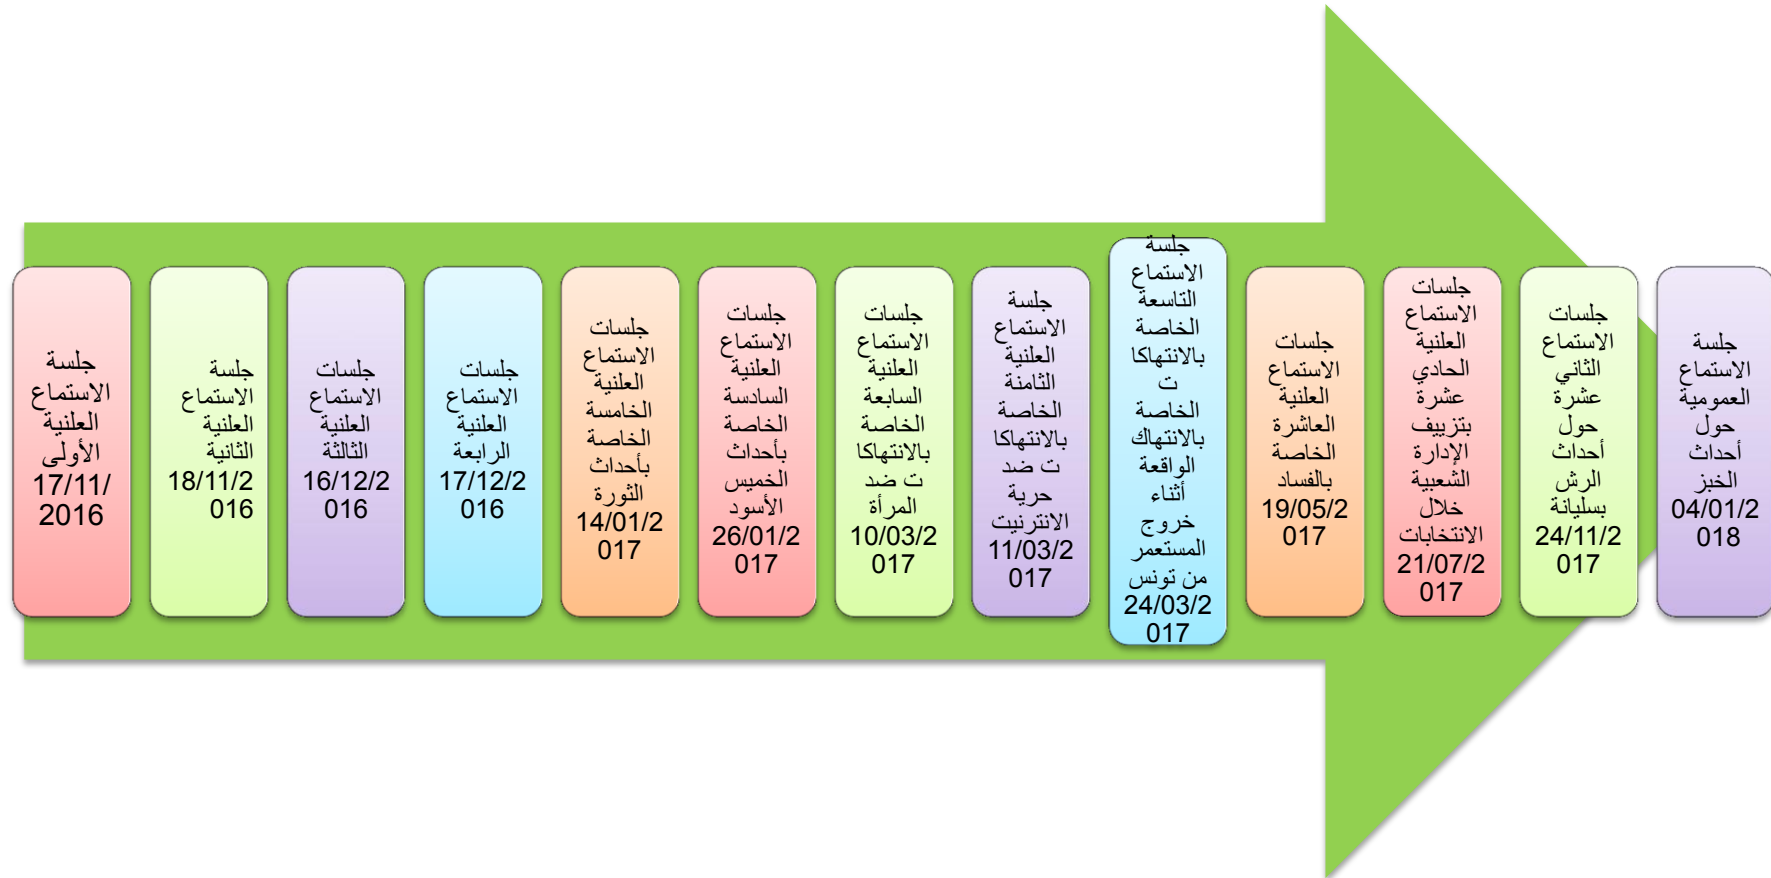 جلسة
الاستماع
العلنية
الأولى
17/11/
2016
جلسة
الاستماع
العلنية
الثانية
18/11/2
016
جلسات
الاستماع
العلنية
الثالثة
16/12/2
016
جلسات
الاستماع
العلنية
الرابعة
17/12/2
016
جلسات
الاستماع
العلنية
الخامسة
الخاصة
بأحداث
الثورة
14/01/2
017
جلسات
الاستماع
العلنية
السادسة
الخاصة
بأحداث
الخميس
الأسود
26/01/2
017
جلسات
الاستماع
العلنية
السابعة
الخاصة
بالانتهاكا
ت ضد
المرأة
10/03/2
017
جلسة
الاستماع
العلنية
الثامنة
الخاصة
بالانتهاكا
ت ضد
حرية
الانترنيت
11/03/2
017
جلسة
الاستماع
التاسعة
الخاصة
بالانتهاكا
ت
الخاصة
بالانتهاك
الواقعة
أثناء
خروج
المستعمر
من تونس
24/03/2
017
جلسات
الاستماع
العلنية
العاشرة
الخاصة
بالفساد
19/05/2
017
جلسات
الاستماع
العلنية
الحادي
عشرة
بتزييف
الإدارة
الشعبية
خلال
الانتخابات
21/07/2
017
جلسات
الاستماع
الثاني
عشرة
حول
أحداث
الرش
بسليانة
24/11/2
017
جلسة
الاستماع
العمومية
حول
أحداث
الخبز
04/01/2
018